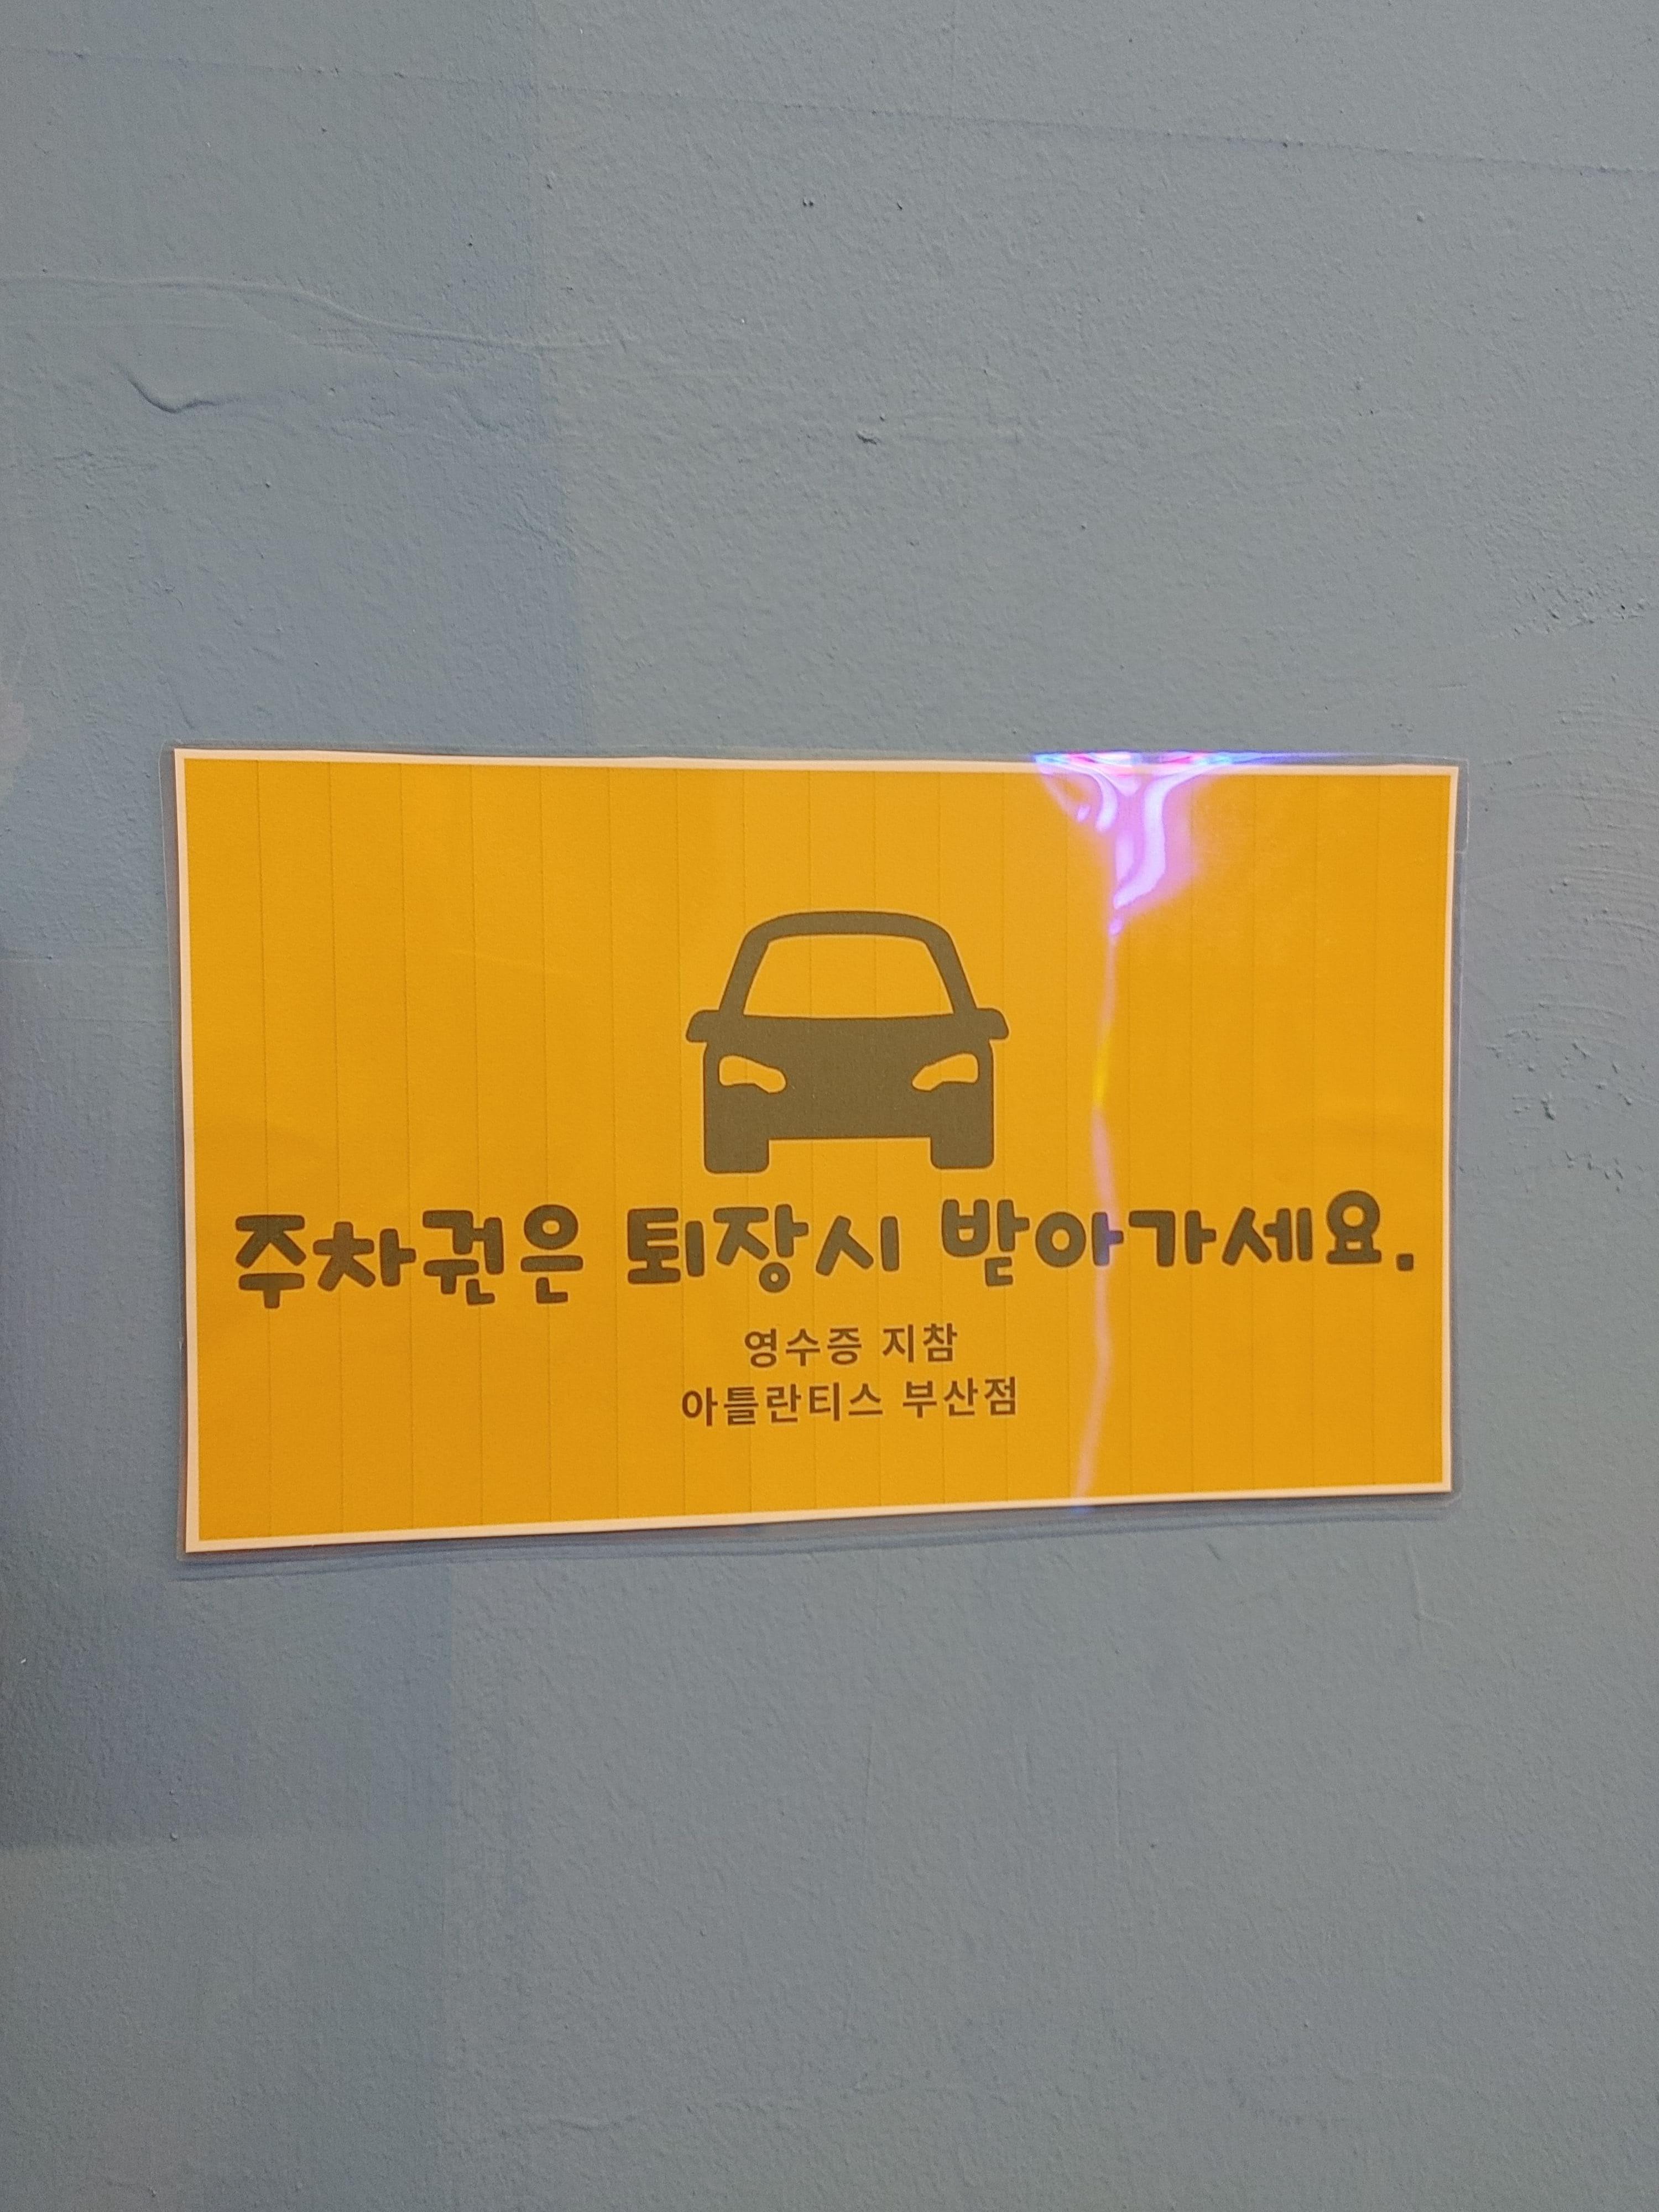 주차권은 퇴장시 받아가세요.
영수증 지참
아틀란티스 부산점